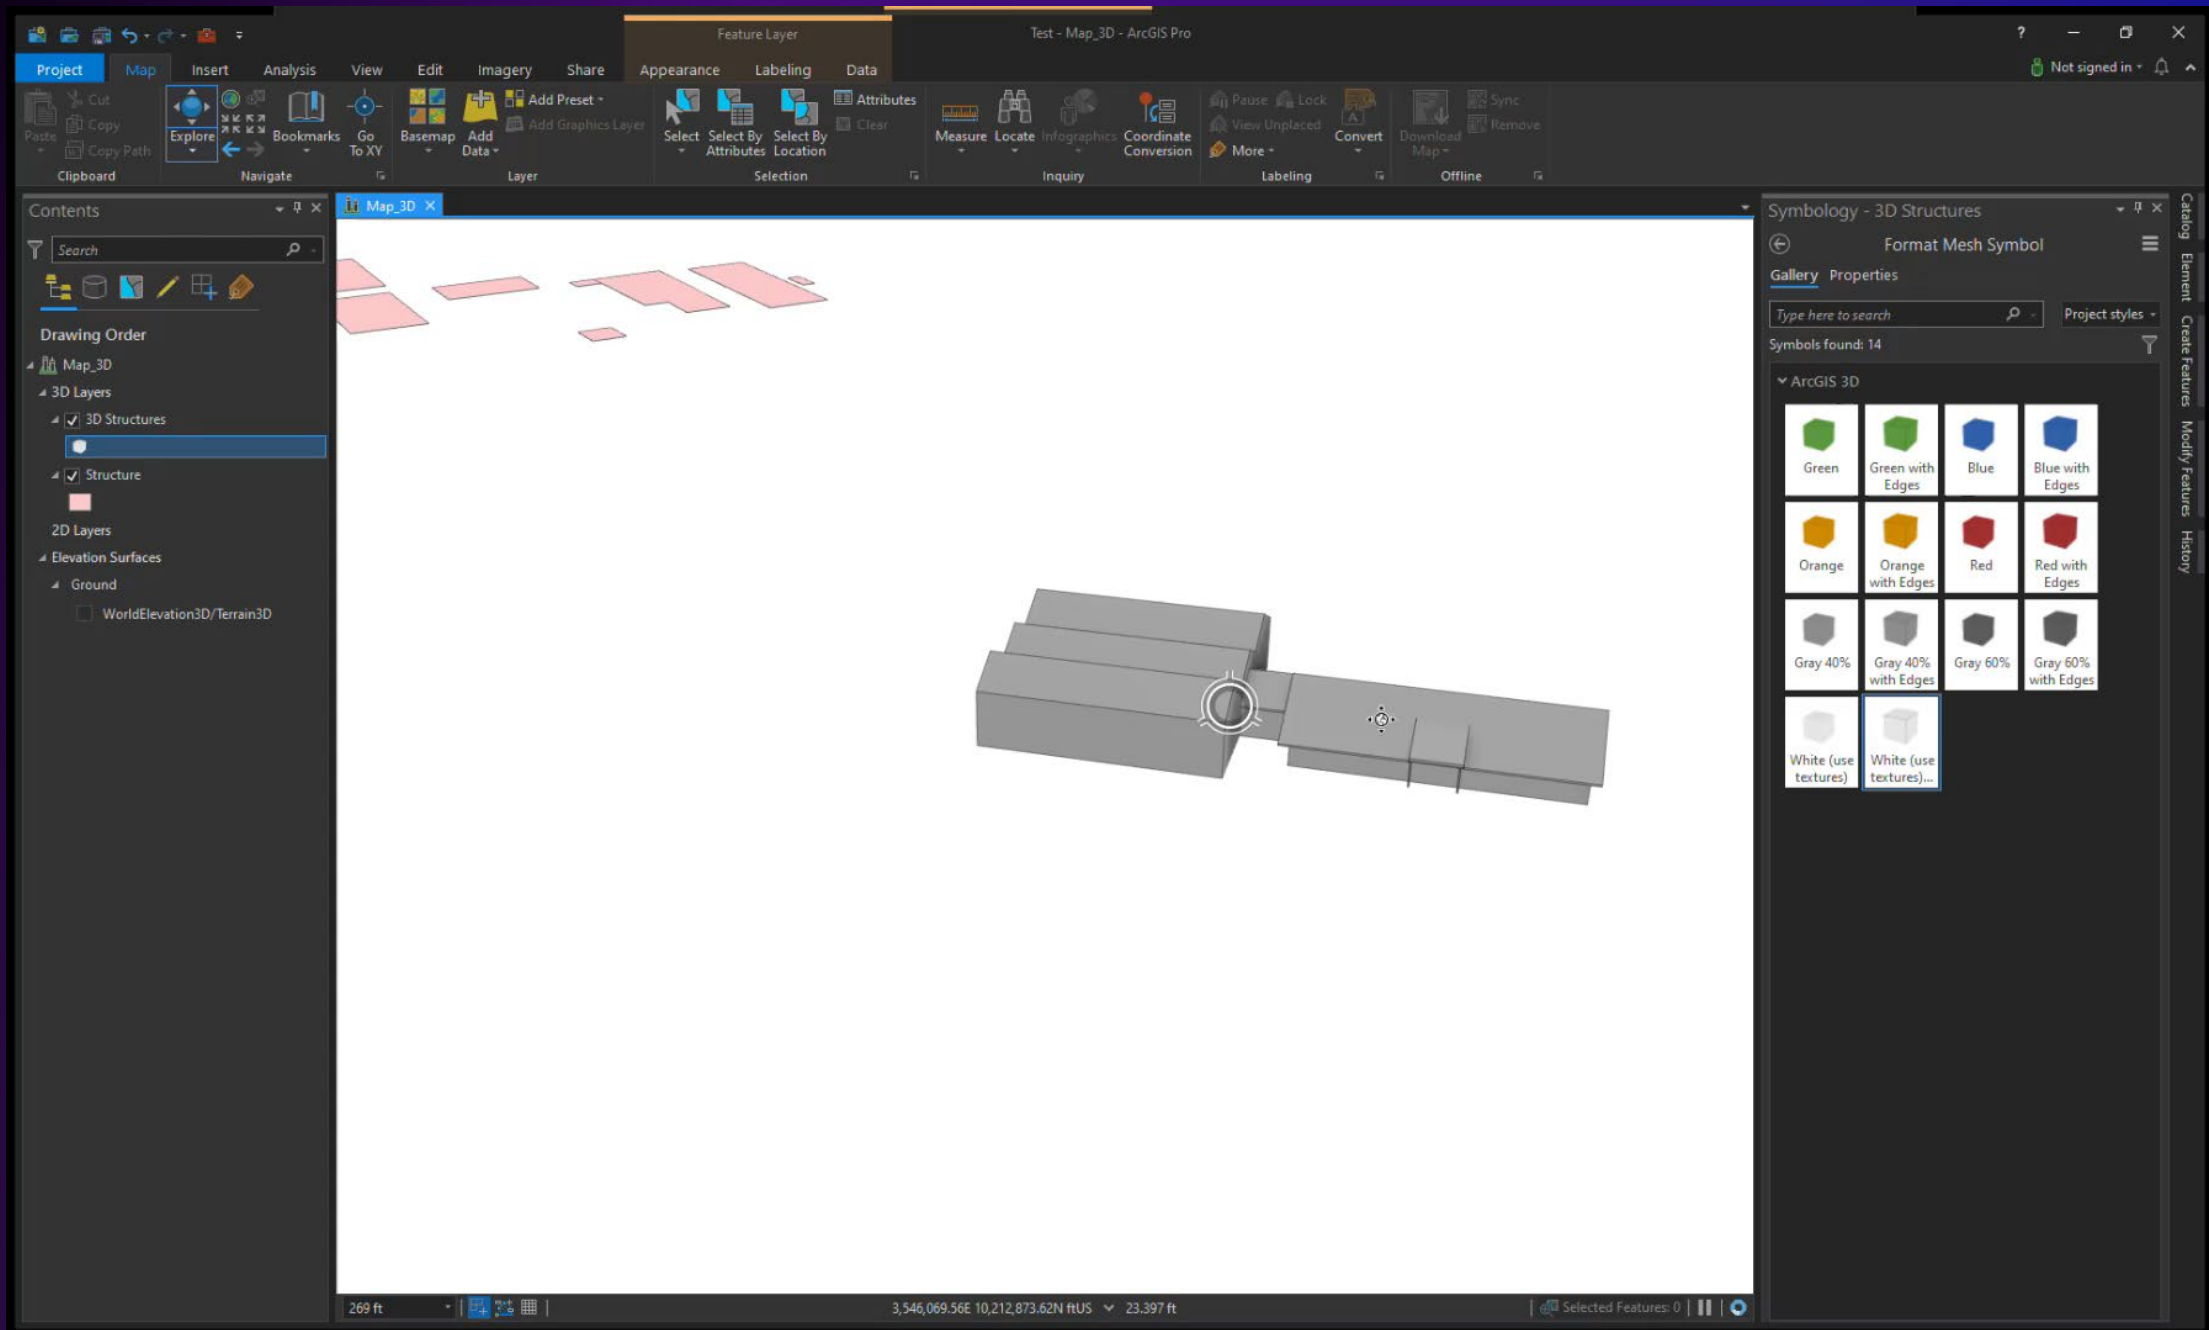 Feature Layer
Test - Map_3D - ArcGIS Pro
?
Project Map Insert Analysis View Edit Imagery Share Appearance Labeling Data
Not signed in
Paste
Cut
Copy
Copy Path
Clipboard
Explore
Bookmarks
Go
To XY
Navigate
Basemap
Add
Data
Add Preset
Add Graphics Layer
Layer
Select
Select By
Attributes
Select By
Location
Attributes
Clear
Selection
Measure
Locate
Infographics
Coordinate
Conversion
Inquiry
Pause
Lock
View Unplaced
More
Convert
Labeling
Download
Map
Sync
Remove
Offline
Contents
Search
Drawing Order
Map_3D
3D Layers
3D Structures
Structure
2D Layers
Elevation Surfaces
Ground
WorldElevation3D/Terrain3D
Map_3D
269 ft
3,546,069.56E 10,212,873.62N ftUS
23.397 ft
Selected Features: 0
Symbology - 3D Structures
Format Mesh Symbol
Gallery Properties
Type here to search
Project styles
Symbols found: 14
ArcGIS 3D
Green
Green with
Edges
Blue
Blue with
Edges
Orange
Orange
with Edges
Red
Red with
Edges
Gray 40%
Gray 40%
with Edges
Gray 60%
Gray 60%
with Edges
White (use
textures)
White (use
textures)...
Catalog
Element
Create Features
Modify Features
History